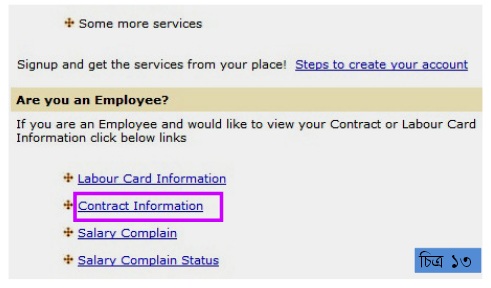 Some more services
Signup and get the services from your place! Steps to create your account
Are you an Employee?
If you are an Employee and would like to view your Contract or Labour Card
Information click below links
Labour Card Information
Contract Information
Salary Complain
Salary Complain Status
চিত্র ১৩